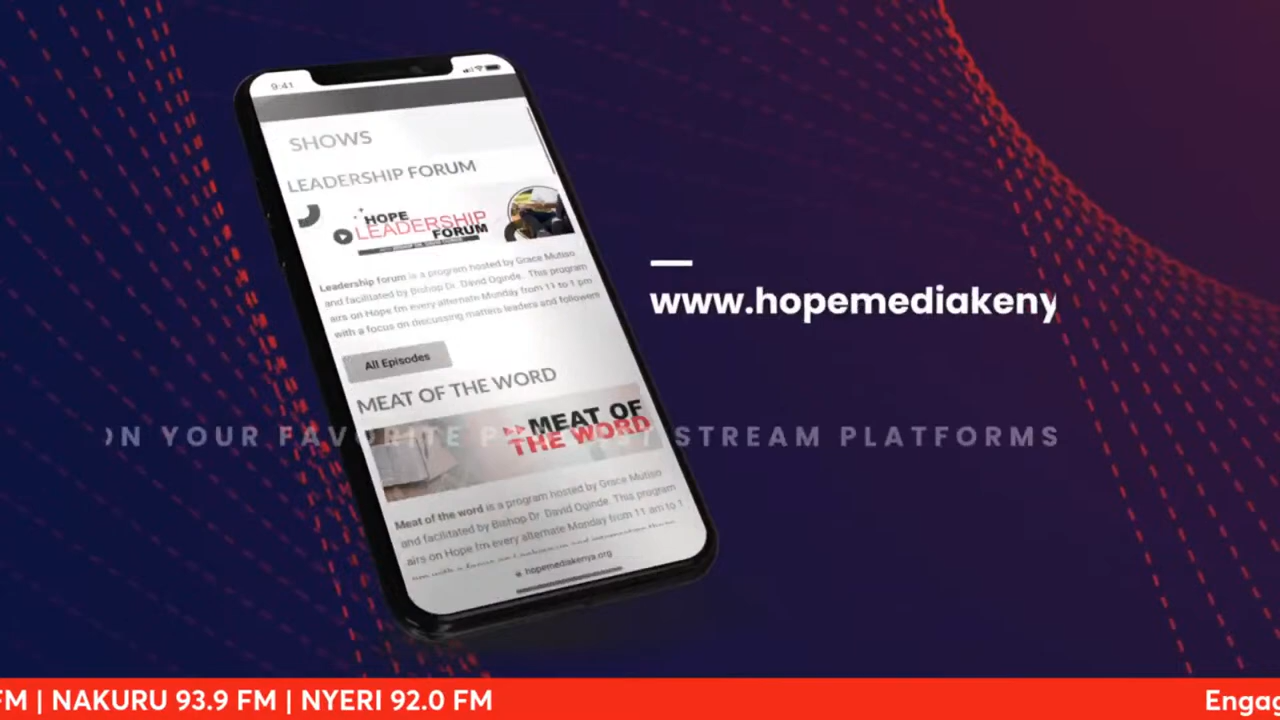 9:41
SHOWS
LEADERSHIP FORUM
HOPE
LEADERSHIP
FORUM
Leadership forum is a program hosted by Grace Mutiso
and facilitated by Bishop Dr. David Oginde. This program
airs on Hope fm every alternate Monday from 11 to 1 pm
with a focus on discussing matters leaders and followers
All Episodes
MEAT OF THE WORD
MEAT OF
THE WORD
Meat of the word is a program hosted by Grace Mutiso
and facilitated by Bishop Dr. David Oginde. This program
airs on Hope fm every alternate Monday from 11 am to 1
hopemediakenya.org
www.hopemediakeny
ON YOUR FAVORITE STREAM PLATFORMS
FM | NAKURU 93.9 FM | NYERI 92.0 FM
Engag